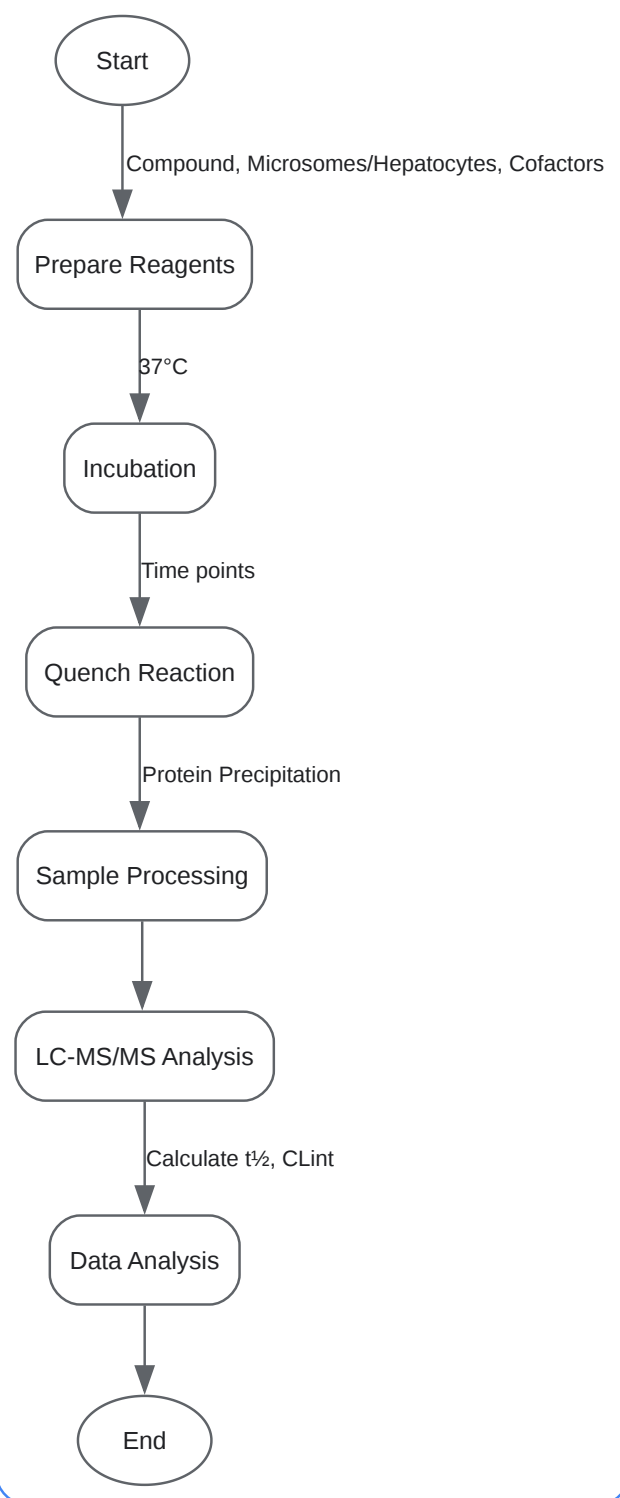 Start
Compound, Microsomes/Hepatocytes, Cofactors
Prepare Reagents
37°C
Incubation
Time points
Quench Reaction
Protein Precipitation
Sample Processing
LC-MS/MS Analysis
Calculate t½, CLint
Data Analysis
End